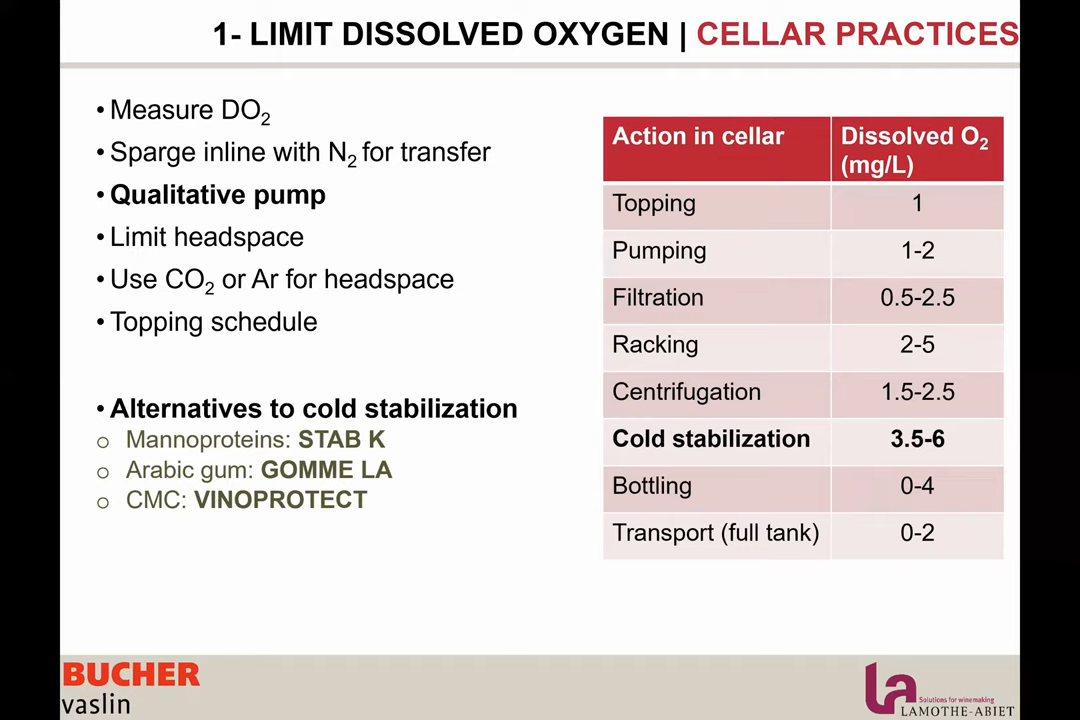 1- LIMIT DISSOLVED OXYGEN | CELLAR PRACTICES
• Measure DO₂
• Sparge inline with N₂ for transfer
• Qualitative pump
• Limit headspace
• Use CO₂ or Ar for headspace
• Topping schedule
• Alternatives to cold stabilization
o Mannoproteins: STAB K
o Arabic gum: GOMME LA
o CMC: VINOPROTECT
Action in cellar Dissolved O₂
(mg/L)
Topping 1
Pumping 1-2
Filtration 0.5-2.5
Racking 2-5
Centrifugation 1.5-2.5
Cold stabilization 3.5-6
Bottling 0-4
Transport (full tank) 0-2
BUCHER
vaslin
la
Solutions for winemaking
LAMOTHE-ABIET